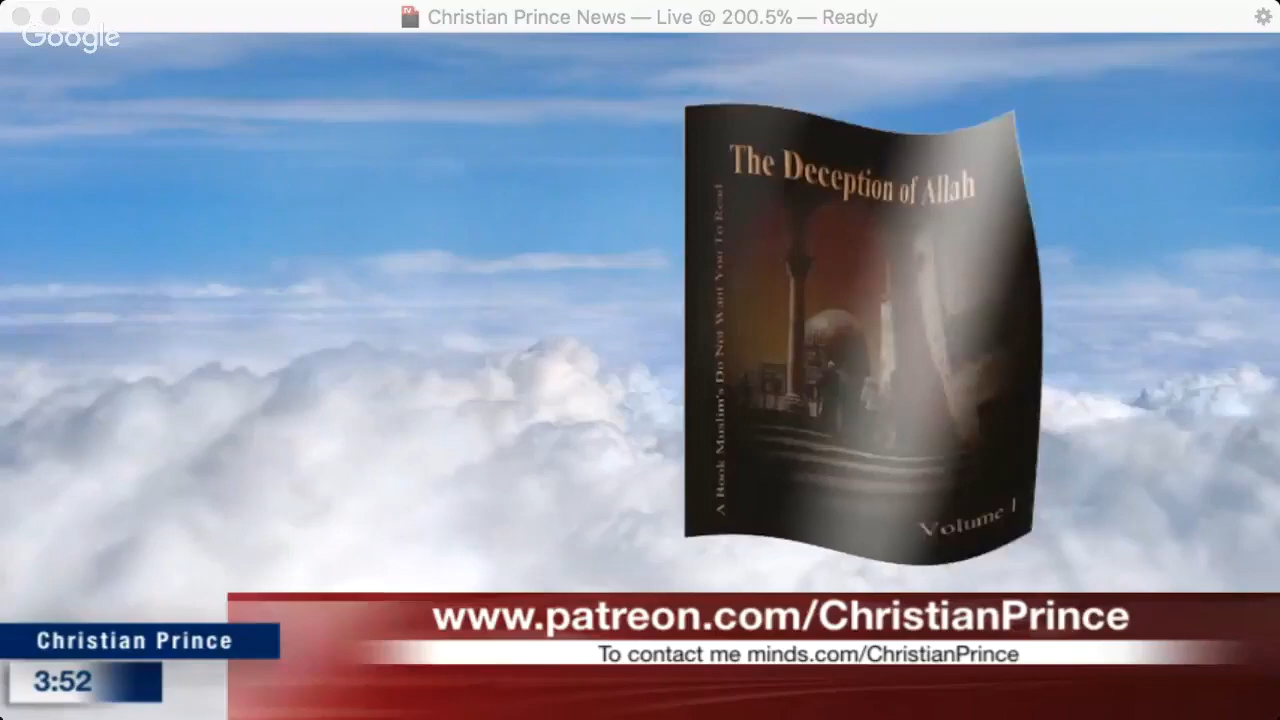 Christian Prince News — Live @ 200.5% — Ready
Google
The Deception of Allah
A Book Muslim's Do Not Want You To Read
Volume 1
www.patreon.com/ChristianPrince
Christian Prince
To contact me minds.com/ChristianPrince
3:52